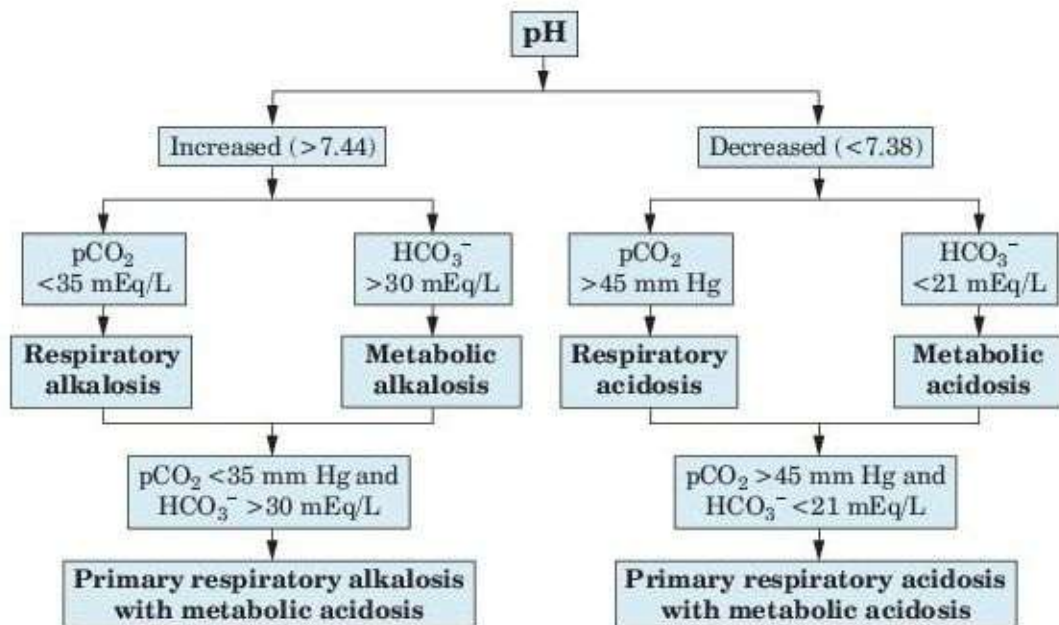 pH
Increased (>7.44)
Decreased (<7.38)
pCO₂
<35 mEq/L
HCO₃⁻
>30 mEq/L
pCO₂
>45 mm Hg
HCO₃⁻
<21 mEq/L
Respiratory
alkalosis
Metabolic
alkalosis
Respiratory
acidosis
Metabolic
acidosis
pCO₂ <35 mm Hg and
HCO₃⁻ >30 mEq/L
pCO₂ >45 mm Hg and
HCO₃⁻ <21 mEq/L
Primary respiratory alkalosis
with metabolic acidosis
Primary respiratory acidosis
with metabolic acidosis